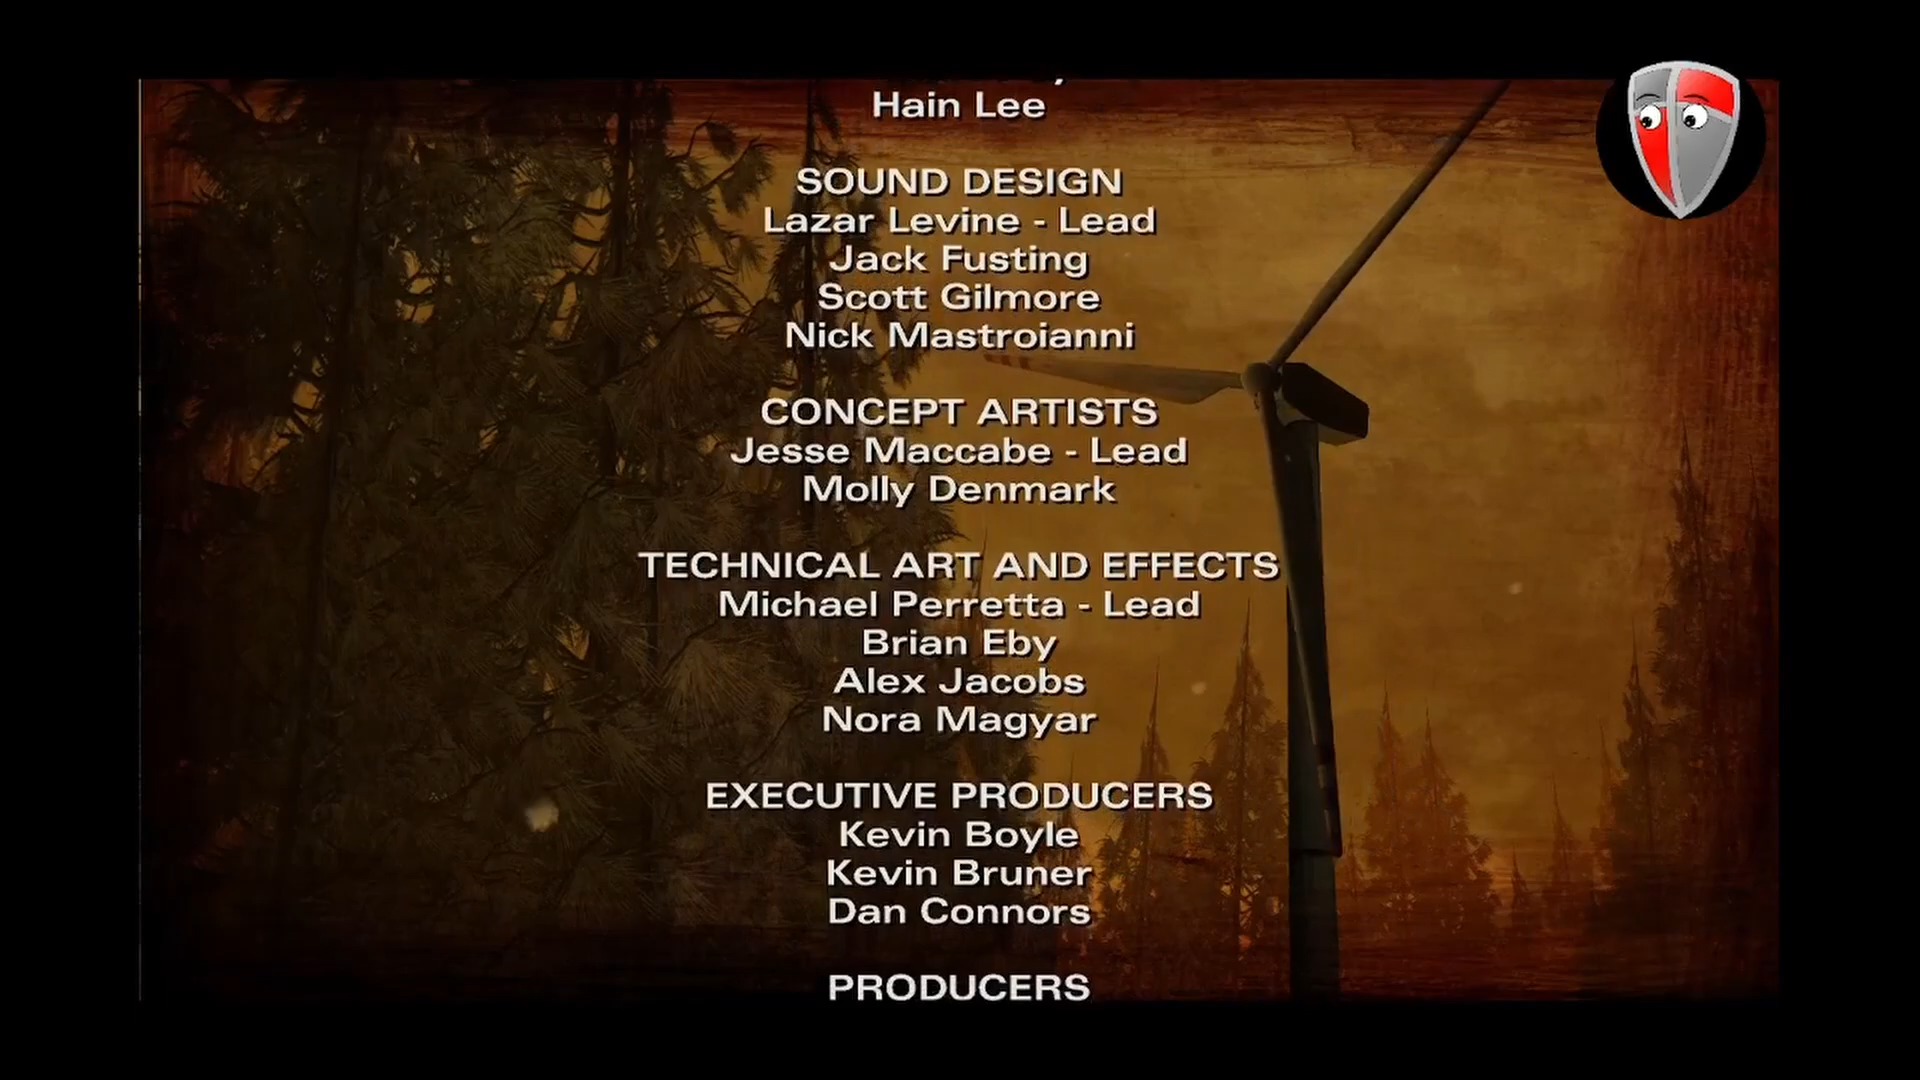 Hain Lee
SOUND DESIGN
Lazar Levine - Lead
Jack Fusting
Scott Gilmore
Nick Mastroianni
CONCEPT ARTISTS
Jesse Maccabe - Lead
Molly Denmark
TECHNICAL ART AND EFFECTS
Michael Perretta - Lead
Brian Eby
Alex Jacobs
Nora Magyar
EXECUTIVE PRODUCERS
Kevin Boyle
Kevin Bruner
Dan Connors
PRODUCERS